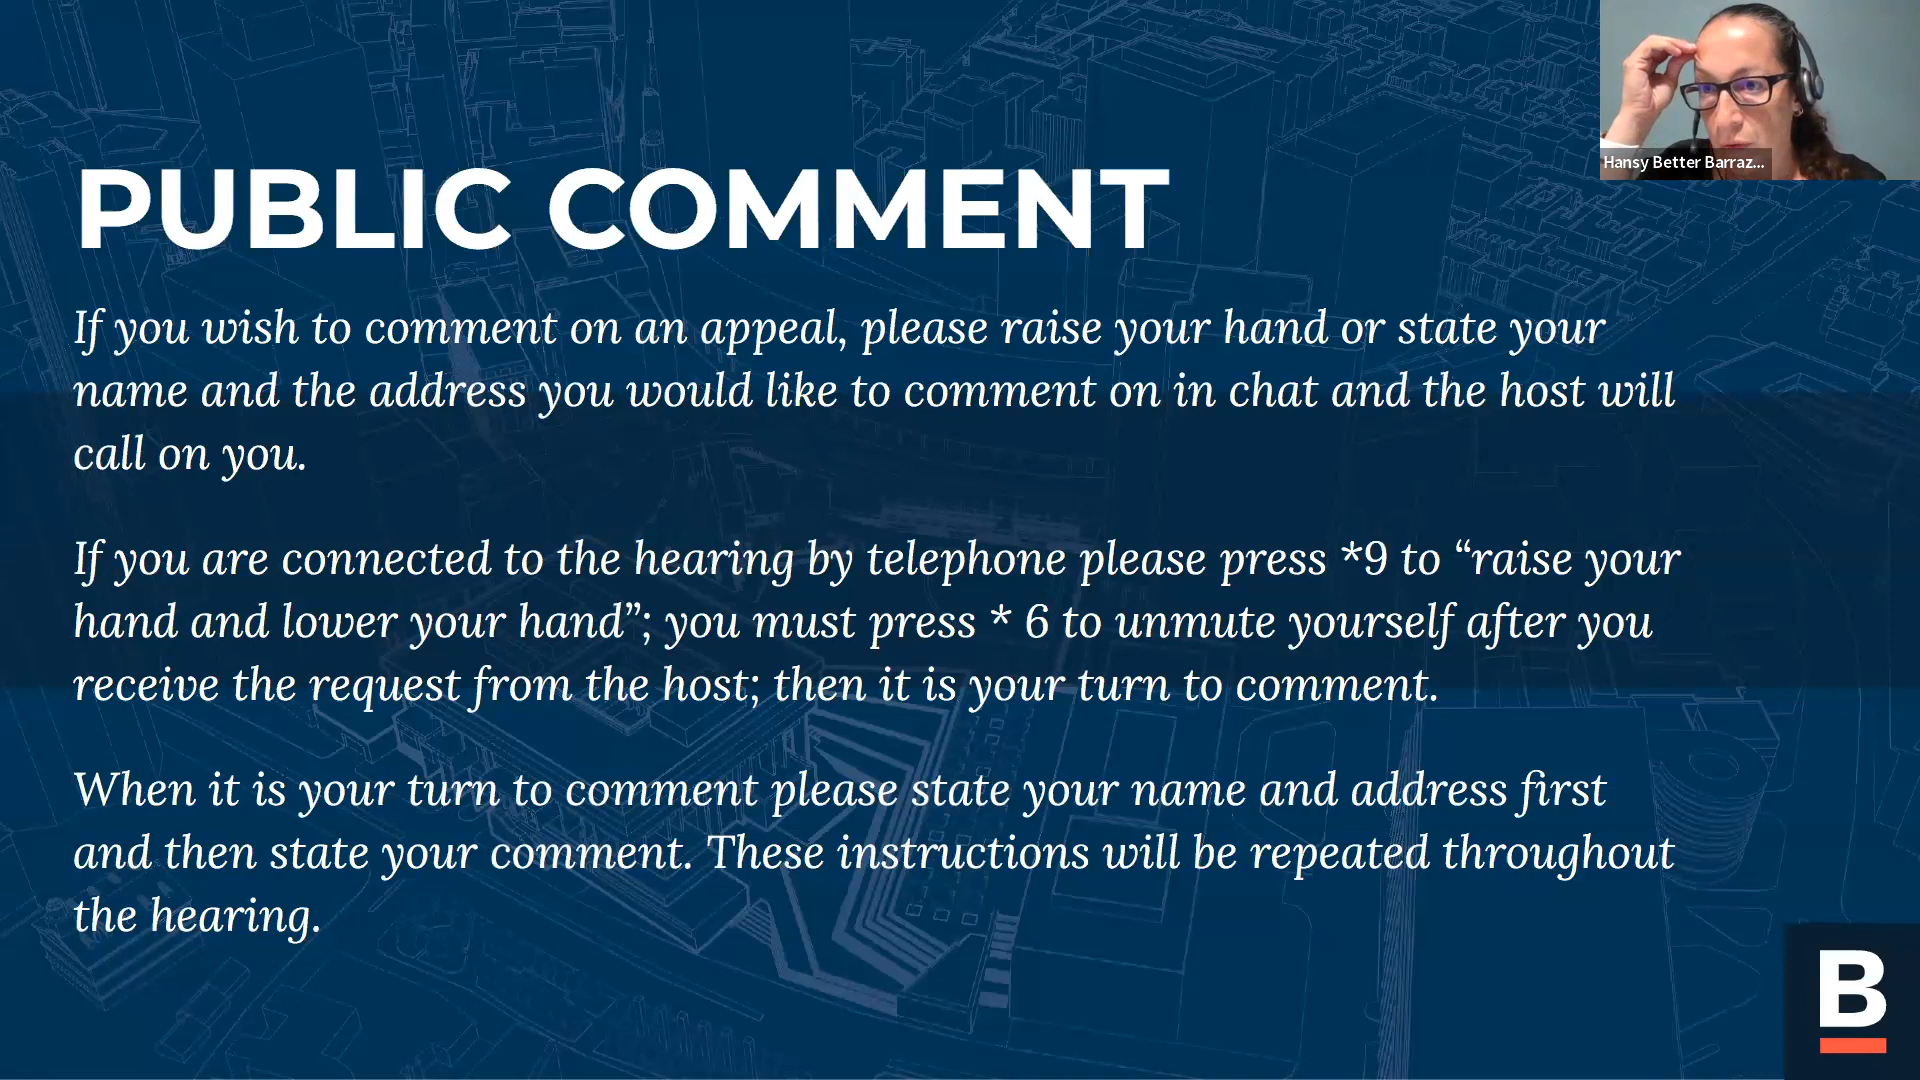 Hansy Better Barraz...
PUBLIC COMMENT
If you wish to comment on an appeal, please raise your hand or state your
name and the address you would like to comment on in chat and the host will
call on you.
If you are connected to the hearing by telephone please press *9 to “raise your
hand and lower your hand”; you must press * 6 to unmute yourself after you
receive the request from the host; then it is your turn to comment.
When it is your turn to comment please state your name and address first
and then state your comment. These instructions will be repeated throughout
the hearing.
B